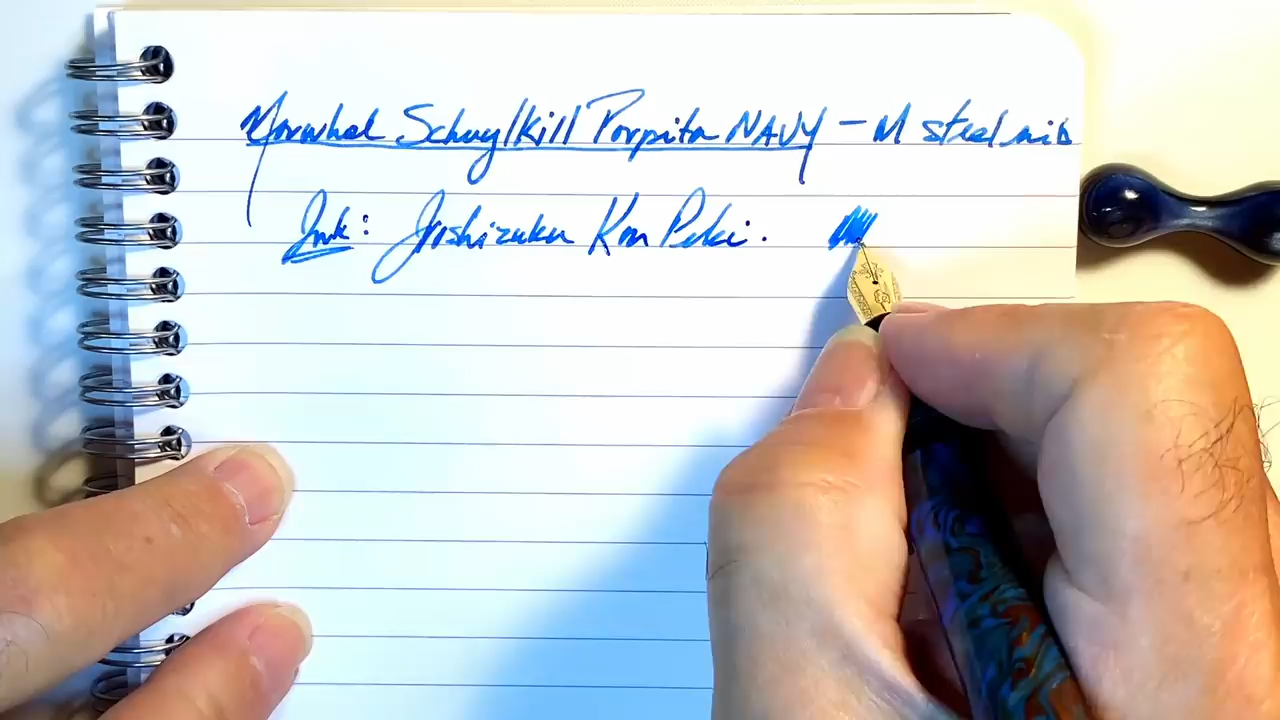 Narwhal Schuylkill Porpita NAVY – M steel nib
Ink: Iroshizuku Kon Peki.